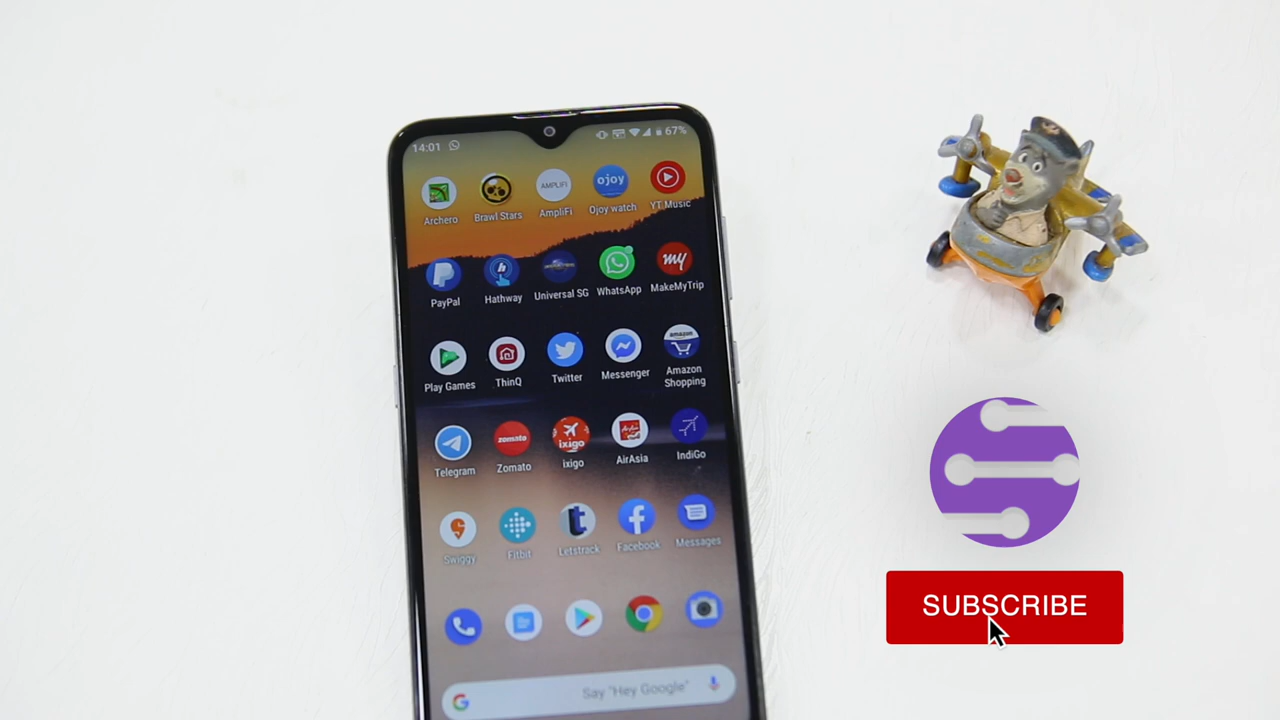 14:01
67%
AMPLIFI
ojoy
Archero
Brawl Stars
AmpliFi
Ojoy watch
YT Music
my
PayPal
Hathway
Universal SG
WhatsApp
MakeMyTrip
amazon
Play Games
ThinQ
Twitter
Messenger
Amazon
Shopping
zomato
ixigo
Telegram
Zomato
ixigo
AirAsia
IndiGo
Swiggy
Fitbit
Letstrack
Facebook
Messages
Say "Hey Google"
SUBSCRIBE